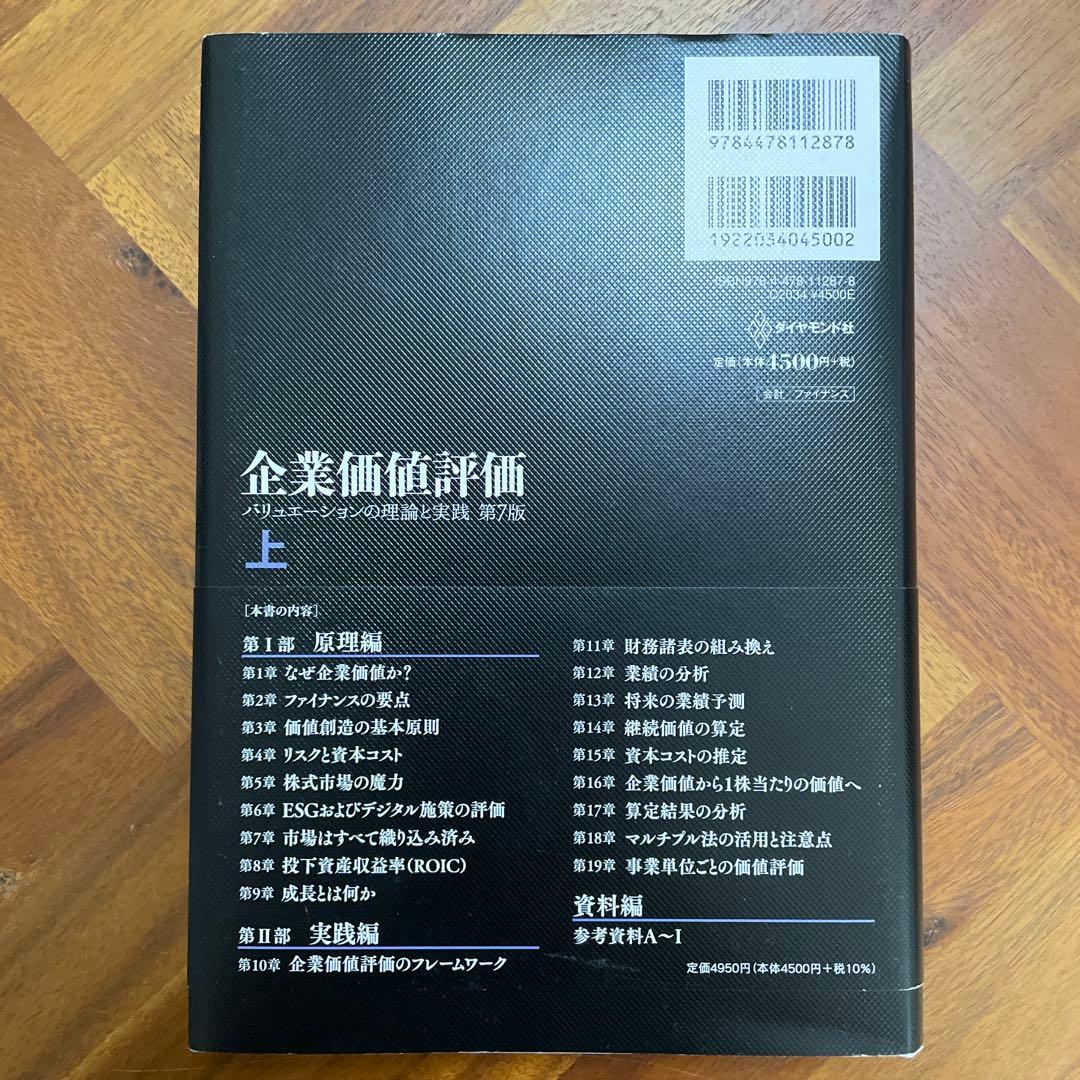 9784478112878
1922034045002
ISBN978-4-478-11287-8
C2034 ¥4500E
ダイヤモンド社
定価(本体4500円+税)
[会計/ファイナンス]
企業価値評価
バリュエーションの理論と実践 第7版
上
[本書の内容]
第Ⅰ部 原理編
第1章 なぜ企業価値か?
第2章 ファイナンスの要点
第3章 価値創造の基本原則
第4章 リスクと資本コスト
第5章 株式市場の魔力
第6章 ESGおよびデジタル施策の評価
第7章 市場はすべて織り込み済み
第8章 投下資産収益率(ROIC)
第9章 成長とは何か
第Ⅱ部 実践編
第10章 企業価値評価のフレームワーク
第11章 財務諸表の組み換え
第12章 業績の分析
第13章 将来の業績予測
第14章 継続価値の算定
第15章 資本コストの推定
第16章 企業価値から1株当たりの価値へ
第17章 算定結果の分析
第18章 マルチプル法の活用と注意点
第19章 事業単位ごとの価値評価
資料編
参考資料A〜I
定価4950円(本体4500円+税10%)